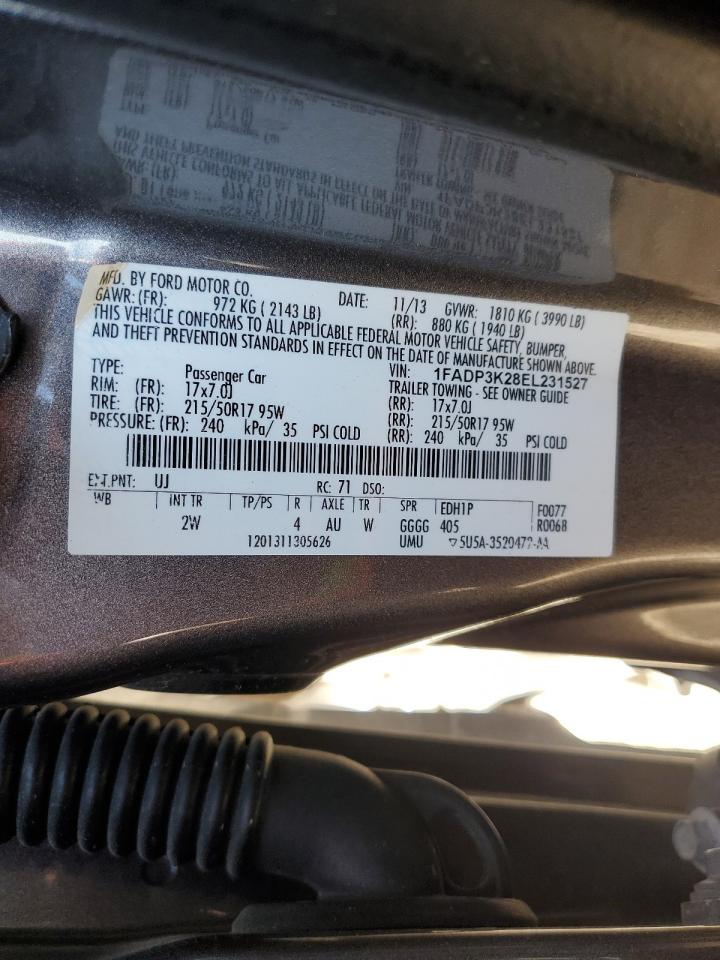 MFD. BY FORD MOTOR CO.
DATE: 11/13 GVWR: 1810 KG ( 3990 LB)
GAWR: (FR): 972 KG ( 2143 LB) (RR): 880 KG ( 1940 LB)
THIS VEHICLE CONFORMS TO ALL APPLICABLE FEDERAL MOTOR VEHICLE SAFETY, BUMPER,
AND THEFT PREVENTION STANDARDS IN EFFECT ON THE DATE OF MANUFACTURE SHOWN ABOVE.
VIN: 1FADP3K28EL231527
TYPE: Passenger Car TRAILER TOWING - SEE OWNER GUIDE
RIM: (FR): 17x7.0J (RR): 17x7.0J
TIRE: (FR): 215/50R17 95W (RR): 215/50R17 95W
PRESSURE: (FR): 240 kPa/ 35 PSI COLD (RR): 240 kPa/ 35 PSI COLD
EXT.PNT: UJ RC: 71 DSO:
WB INT TR TP/PS R AXLE TR SPR EDH1P F0077
2W 4 AU W GGGG 405 R0068
1201311305626 UMU